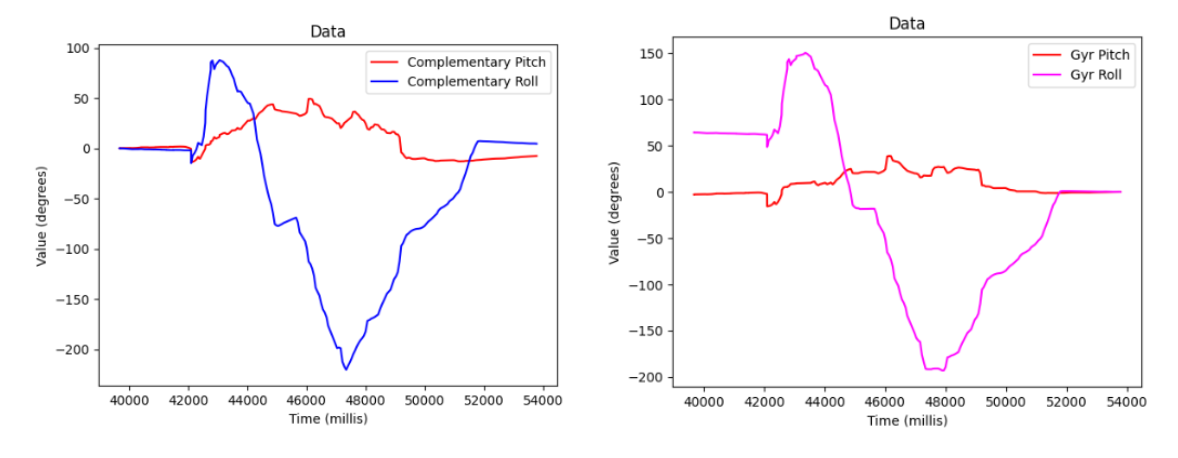 Data
100
50
0
−50
−100
−150
−200
Value (degrees)
Complementary Pitch
Complementary Roll
40000 42000 44000 46000 48000 50000 52000 54000
Time (millis)
Data
150
100
50
0
−50
−100
−150
−200
Value (degrees)
Gyr Pitch
Gyr Roll
40000 42000 44000 46000 48000 50000 52000 54000
Time (millis)